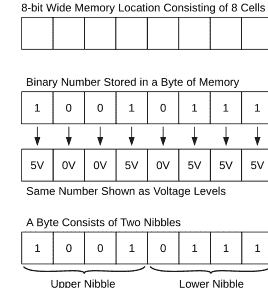 8-bit Wide Memory Location Consisting of 8 Cells
Binary Number Stored in a Byte of Memory
1 0 0 1 0 1 1 1
5V 0V 0V 5V 0V 5V 5V 5V
Same Number Shown as Voltage Levels
A Byte Consists of Two Nibbles
1 0 0 1 0 1 1 1
Upper Nibble Lower Nibble